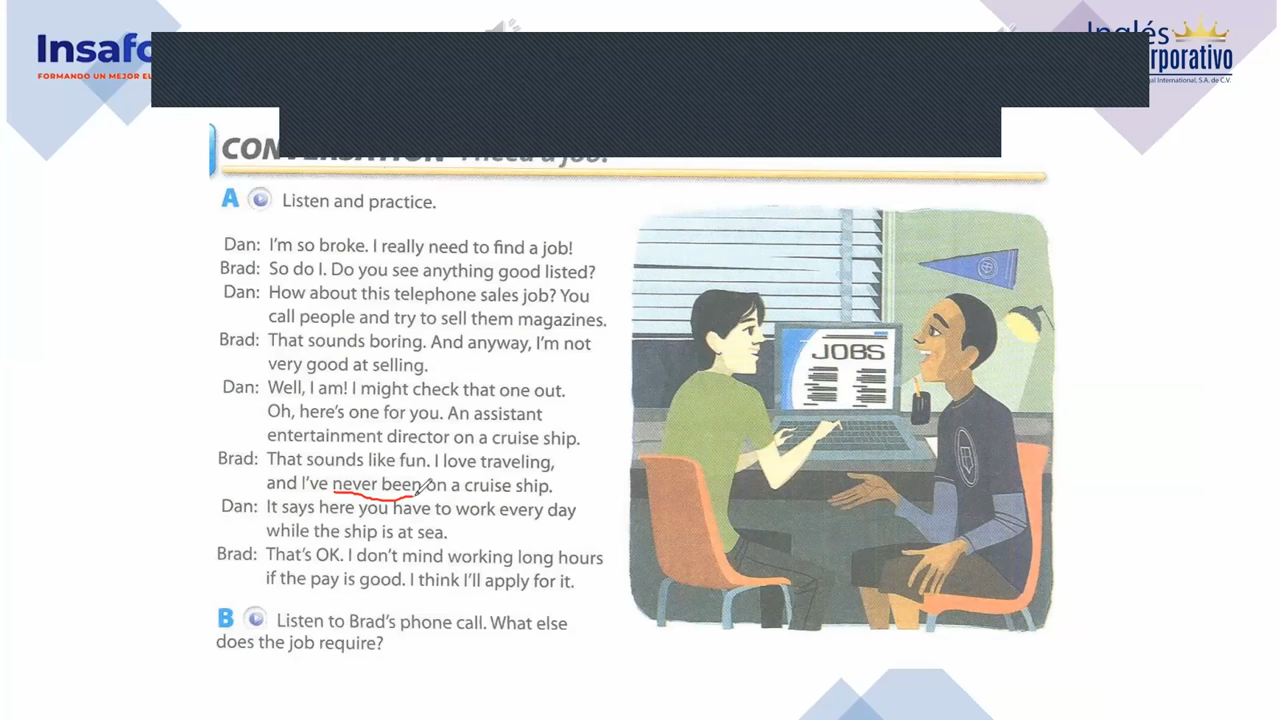 FORMANDO UN MEJOR
Inglés
Listen and practice.
A
Dan: I'm so broke. I really need to find a job!
Brad: So do I. Do you see anything good listed?
Dan: How about this telephone sales job? You
call people and try to sell them magazines.
Brad: That sounds boring. And anyway, I'm not
very good at selling.
Dan: Well, I am! I might check that one out.
Oh, here's one for you. An assistant
entertainment director on a cruise ship.
Brad: That sounds like fun. I love traveling,
and I've never been on a cruise ship.
Dan: It says here you have to work every day
while the ship is at sea.
Brad: That's OK. I don't mind working long hours
if the pay is good. I think I'll apply for it.
B Listen to Brad's phone call. What else
does the job require?
JOBS